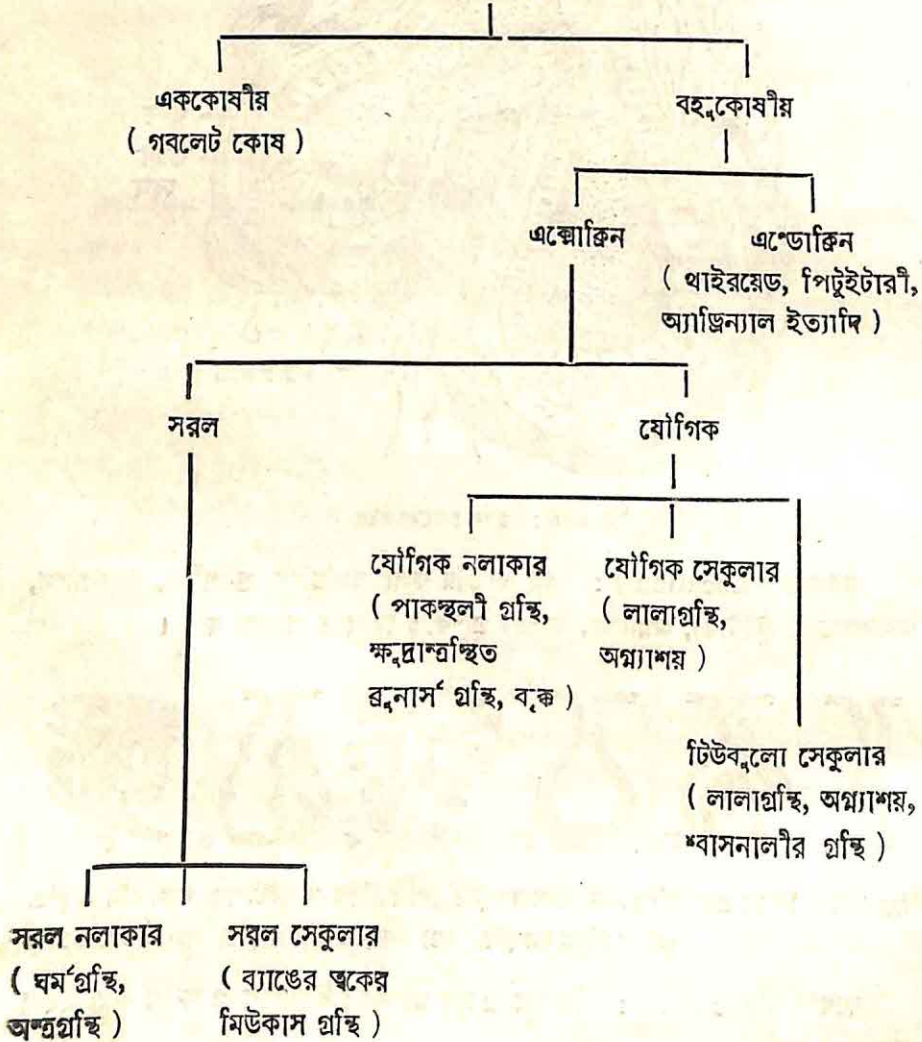 এককোষীয়
( গবলেট কোষ )
বহুকোষীয়
এক্সোক্রিন
এন্ডোক্রিন
( থাইরয়েড, পিটুইটারী,
অ্যাড্রিন্যাল ইত্যাদি )
সরল
যৌগিক
যৌগিক নলাকার
( পাকস্থলী গ্রন্থি,
ক্ষুদ্রান্ত্রস্থিত
ব্রুনার্স গ্রন্থি, বৃক্ক )
যৌগিক সেকুলার
( লালাগ্রন্থি,
অগ্ন্যাশয় )
টিউবুলো সেকুলার
( লালাগ্রন্থি, অগ্ন্যাশয়,
শ্বাসনালীর গ্রন্থি )
সরল নলাকার
( ঘর্মগ্রন্থি,
অন্ত্রগ্রন্থি )
সরল সেকুলার
( ব্যাঙের ত্বকের
মিউকাস গ্রন্থি )